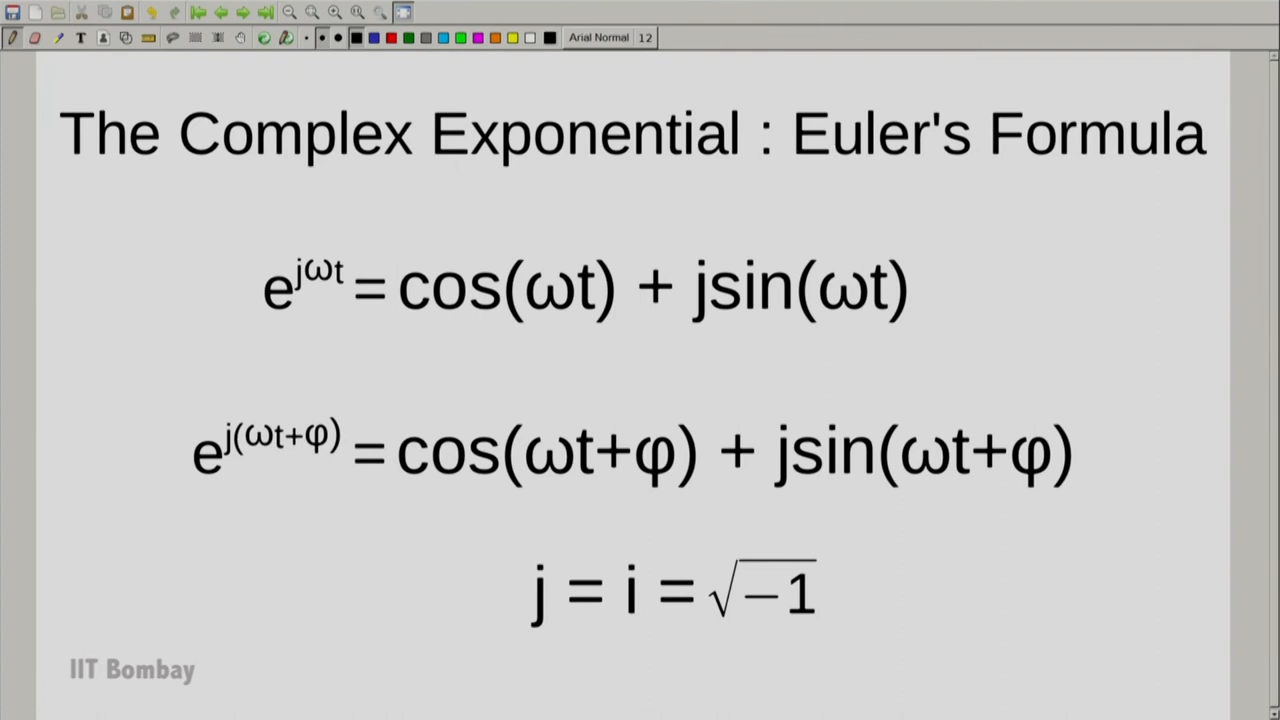 T Arial Normal 12
The Complex Exponential : Euler's Formula
e^{jωt} = cos(ωt) + jsin(ωt)
e^{j(ωt+φ)} = cos(ωt+φ) + jsin(ωt+φ)
j = i = √−1
IIT Bombay